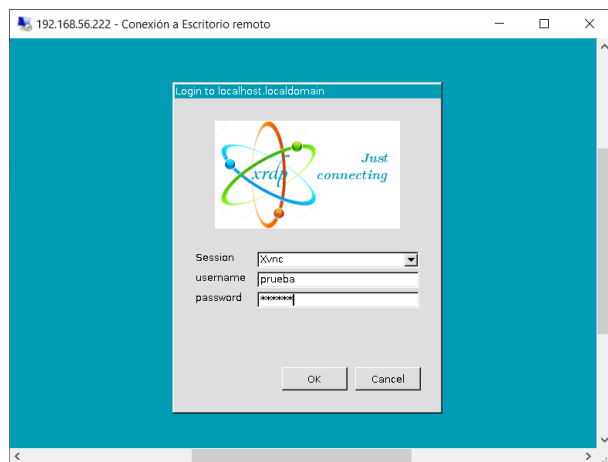 192.168.56.222 - Conexión a Escritorio remoto
Login to localhost.localdomain
xrdp
Just
connecting
Session Xvnc
username prueba
password ******
OK Cancel